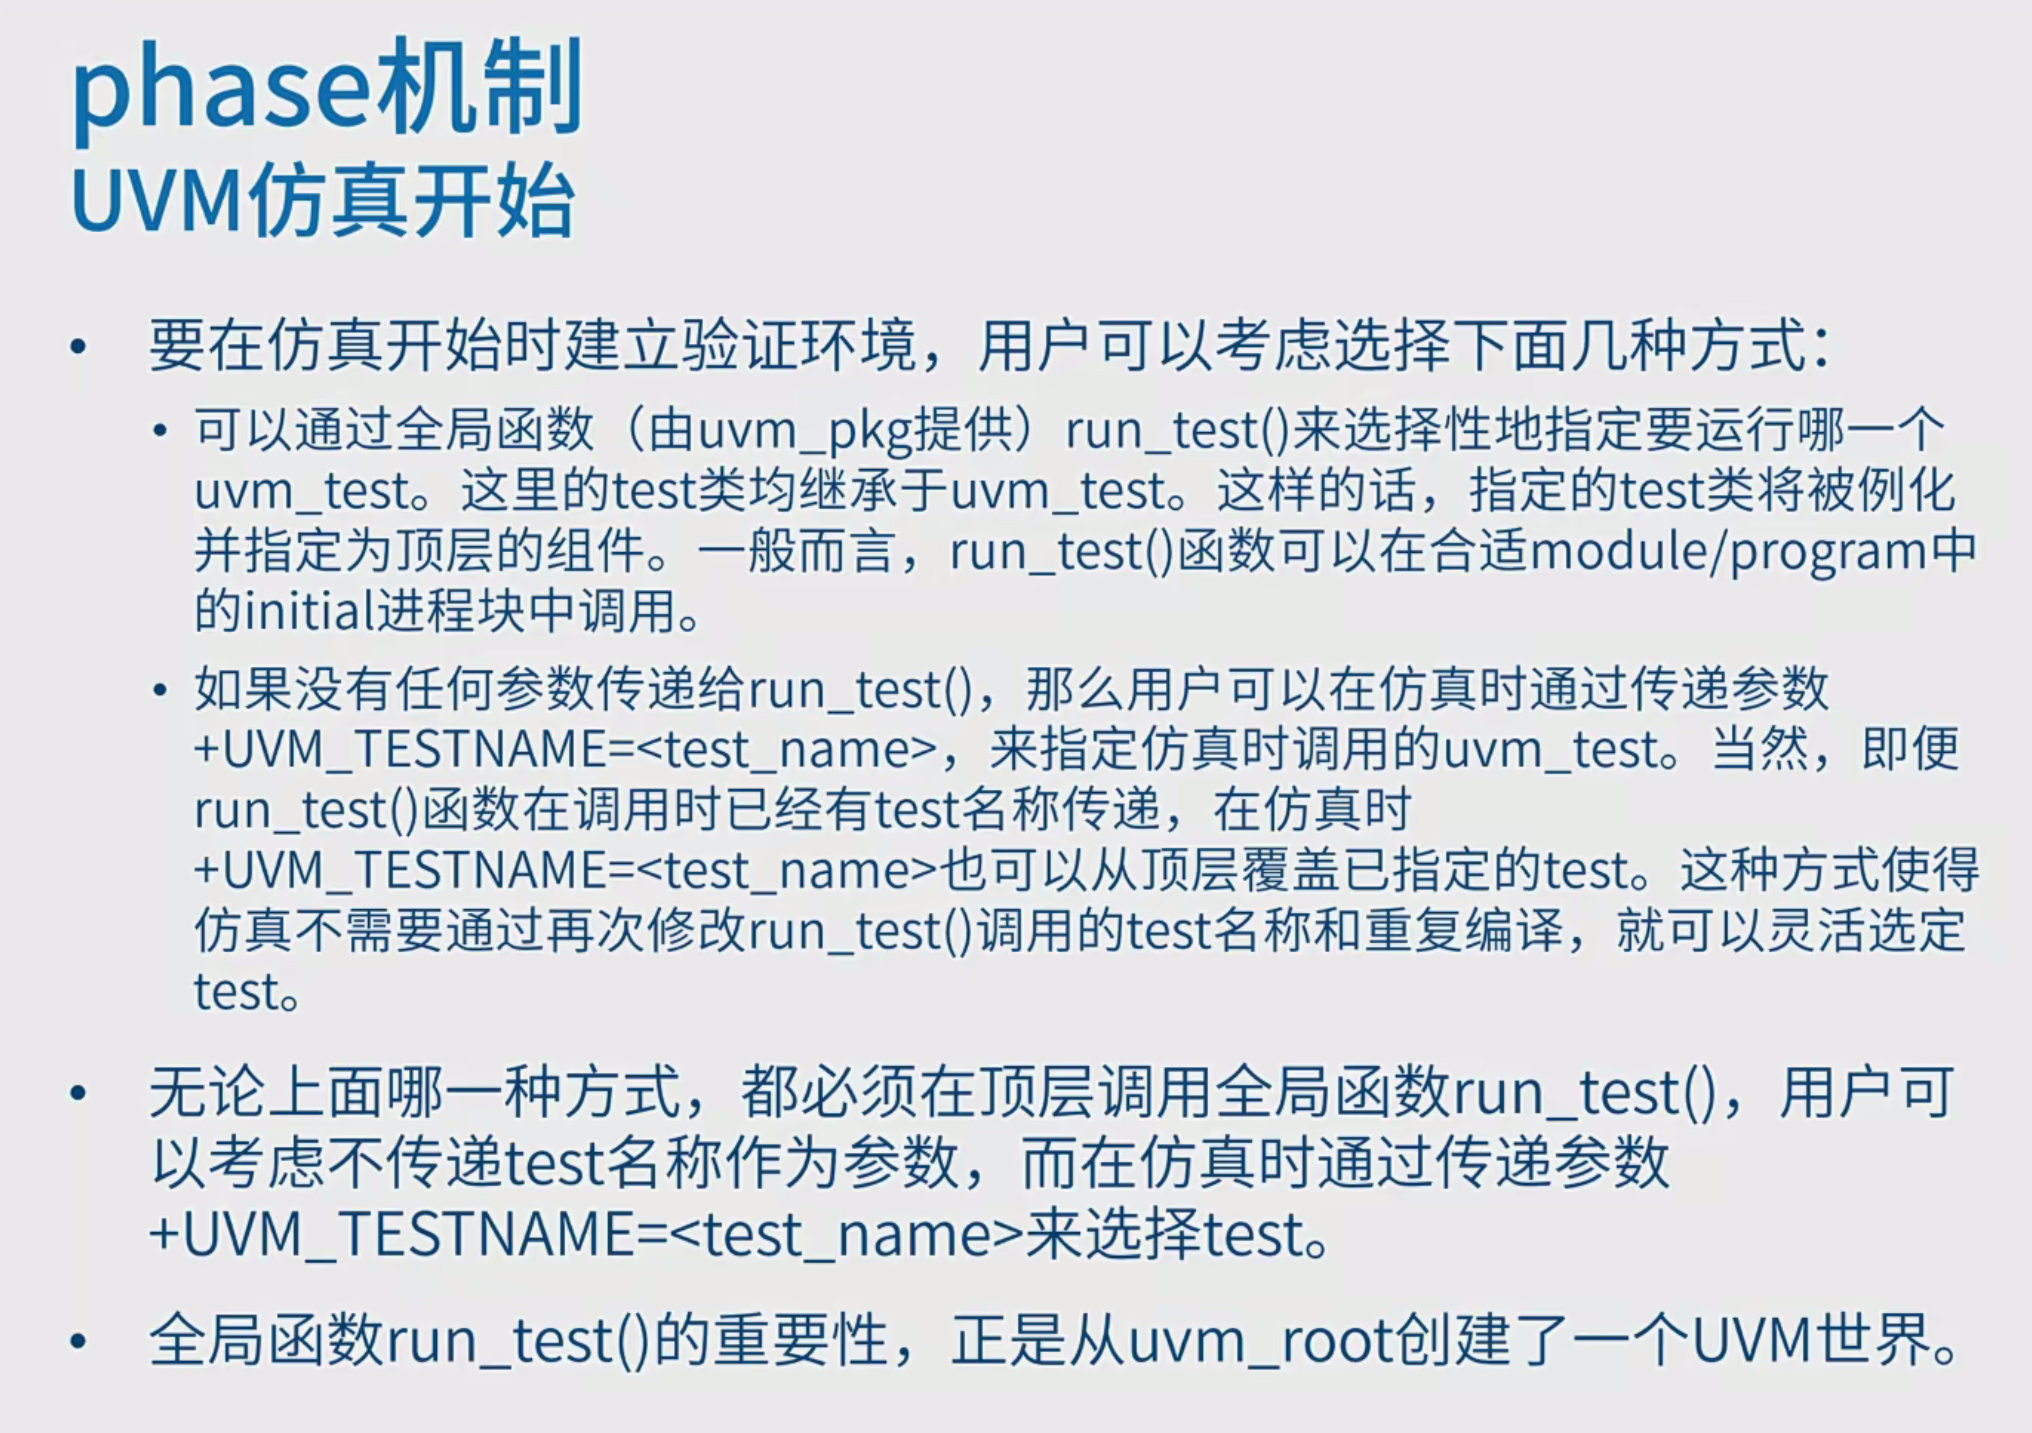 phase机制
UVM仿真开始
• 要在仿真开始时建立验证环境，用户可以考虑选择下面几种方式：
• 可以通过全局函数（由uvm_pkg提供）run_test()来选择性地指定要运行哪一个
uvm_test。这里的test类均继承于uvm_test。这样的话，指定的test类将被例化
并指定为顶层的组件。一般而言，run_test()函数可以在合适module/program中
的initial进程块中调用。
• 如果没有任何参数传递给run_test()，那么用户可以在仿真时通过传递参数
+UVM_TESTNAME=<test_name>，来指定仿真时调用的uvm_test。当然，即便
run_test()函数在调用时已经有test名称传递，在仿真时
+UVM_TESTNAME=<test_name>也可以从顶层覆盖已指定的test。这种方式使得
仿真不需要通过再次修改run_test()调用的test名称和重复编译，就可以灵活选定
test。
• 无论上面哪一种方式，都必须在顶层调用全局函数run_test()，用户可
以考虑不传递test名称作为参数，而在仿真时通过传递参数
+UVM_TESTNAME=<test_name>来选择test。
• 全局函数run_test()的重要性，正是从uvm_root创建了一个UVM世界。